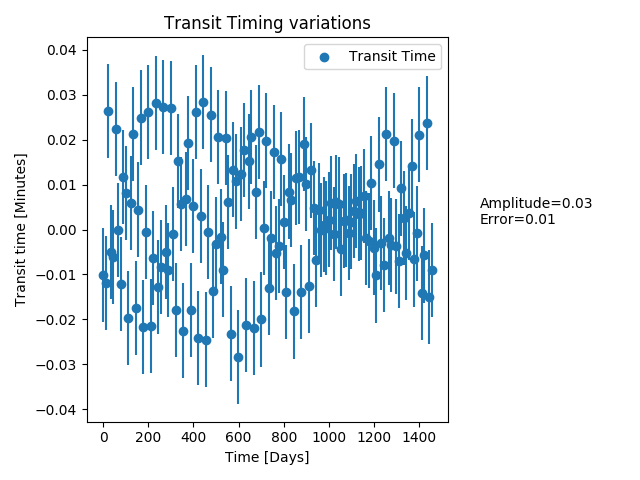 Transit Timing variations
Transit Time
Transit time [Minutes]
0.04
0.03
0.02
0.01
0.00
−0.01
−0.02
−0.03
−0.04
0 200 400 600 800 1000 1200 1400
Time [Days]
Amplitude=0.03
Error=0.01